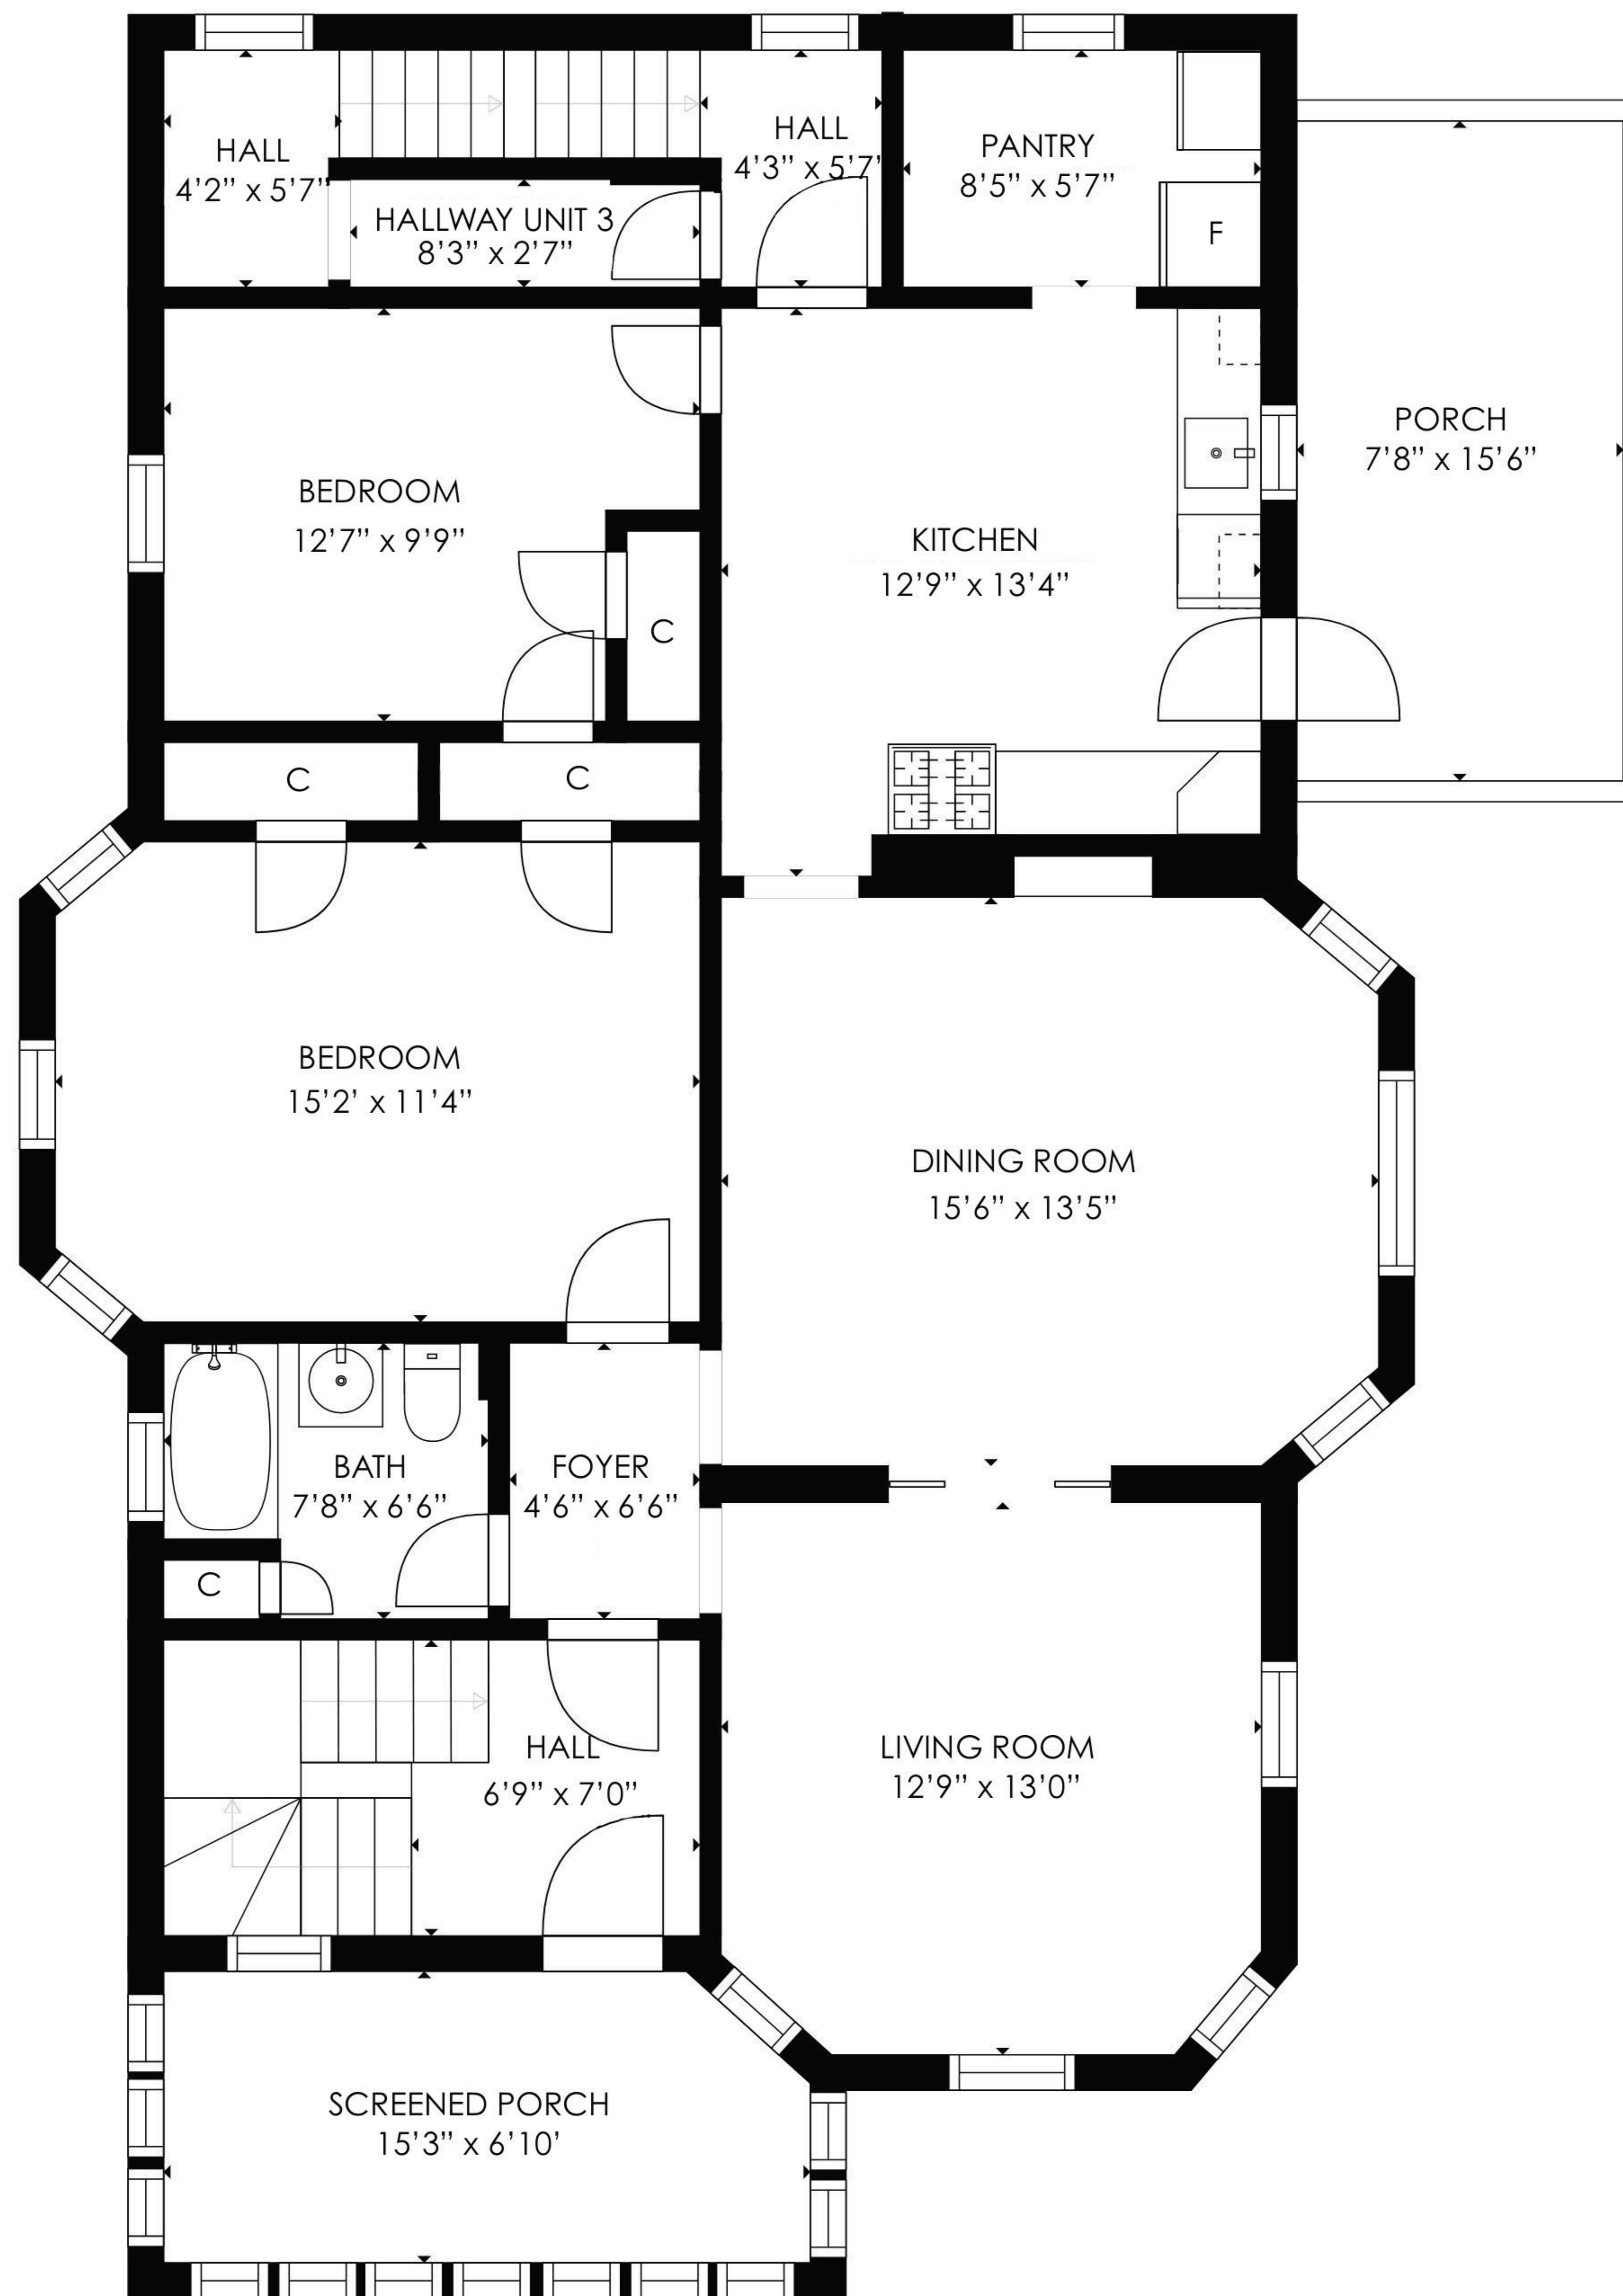 HALL
4'2" x 5'7"
HALL
4'3" x 5'7'
PANTRY
8'5" x 5'7"
HALLWAY UNIT 3
8'3" x 2'7"
F
PORCH
7'8" x 15'6"
BEDROOM
12'7" x 9'9"
KITCHEN
12'9" x 13'4"
C
C
C
BEDROOM
15'2' x 11'4"
DINING ROOM
15'6" x 13'5"
BATH
7'8" x 6'6"
FOYER
4'6" x 6'6"
C
HALL
6'9" x 7'0"
LIVING ROOM
12'9" x 13'0"
SCREENED PORCH
15'3" x 6'10'